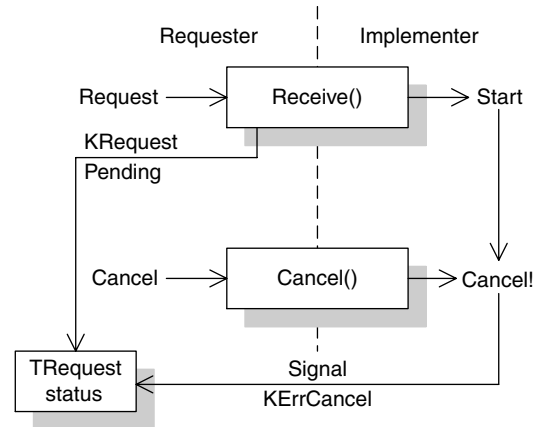 Requester
Implementer
Request
Receive()
Start
KRequest
Pending
Cancel
Cancel()
Cancel!
TRequest
status
Signal
KErrCancel